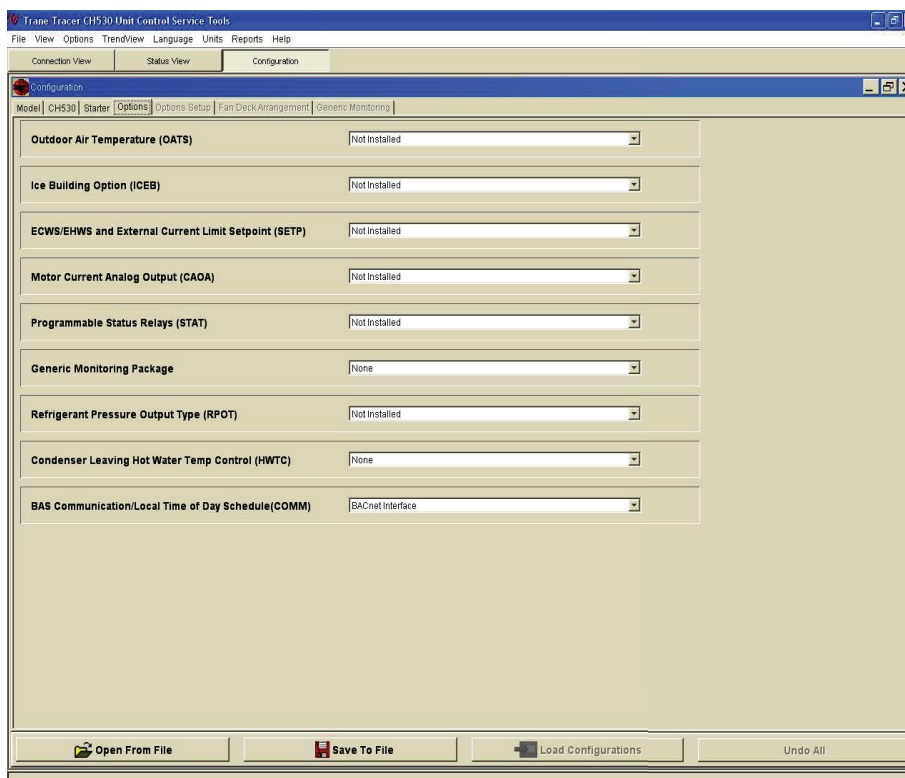 Trane Tracer CH530 Unit Control Service Tools
File View Options TrendView Language Units Reports Help
Connection View Status View Configuration
Configuration
Model CH530 Starter Options Options Setup Fan Deck Arrangement Generic Monitoring
Outdoor Air Temperature (OATS) Not Installed
Ice Building Option (ICEB) Not Installed
ECWS/EHWS and External Current Limit Setpoint (SETP) Not Installed
Motor Current Analog Output (CAOA) Not Installed
Programmable Status Relays (STAT) Not Installed
Generic Monitoring Package None
Refrigerant Pressure Output Type (RPOT) Not Installed
Condenser Leaving Hot Water Temp Control (HWTC) None
BAS Communication/Local Time of Day Schedule(COMM) BACnet Interface
Open From File Save To File Load Configurations Undo All